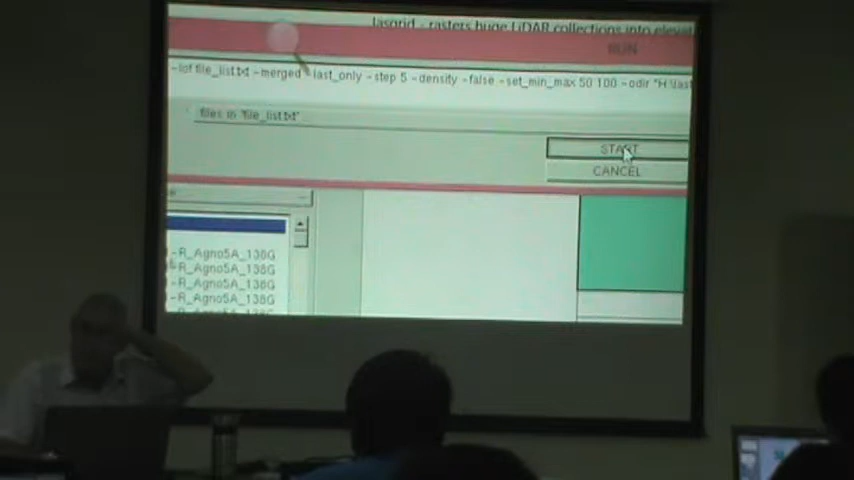 lasgrid - rasters huge LiDAR collections into elevat
RUN
-lof file_list.txt -merged -last_only -step 5 -density -false -set_min_max 50 100 -odir "H:\last
files in "file_list.txt"
START
CANCEL
-R_Agno5A_138G
-R_Agno5A_138G
-R_Agno5A_138G
-R_Agno5A_138G